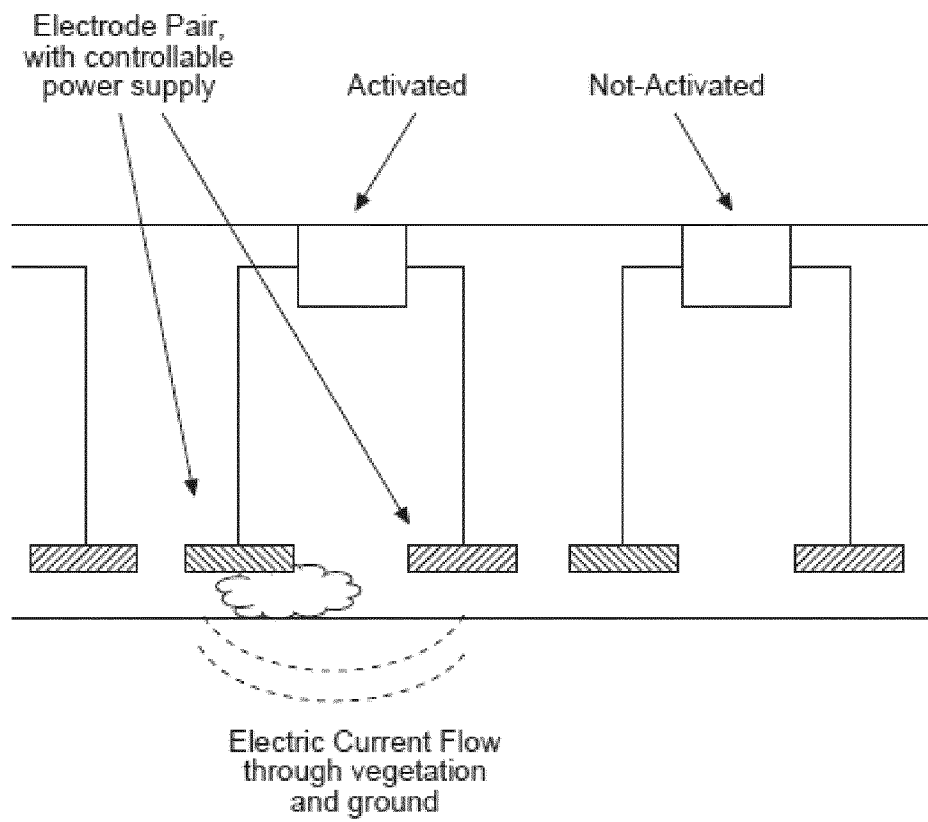 Electrode Pair,
with controllable
power supply
Activated
Not-Activated
Electric Current Flow
through vegetation
and ground